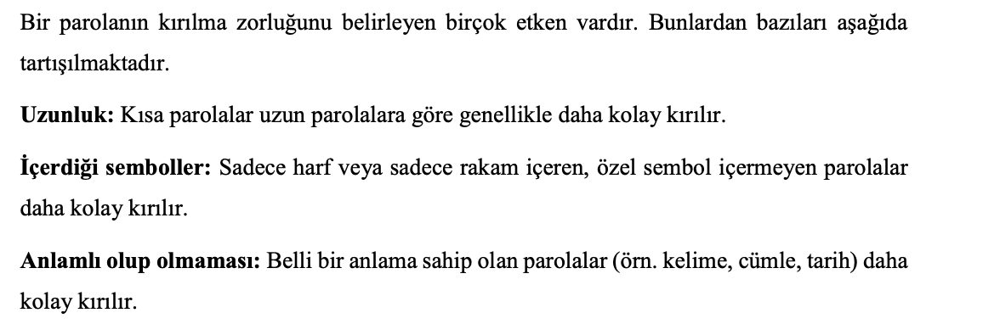 Bir parolanın kırılma zorluğunu belirleyen birçok etken vardır. Bunlardan bazıları aşağıda
tartışılmaktadır.
Uzunluk: Kısa parolalar uzun parolalara göre genellikle daha kolay kırılır.
İçerdiği semboller: Sadece harf veya sadece rakam içeren, özel sembol içermeyen parolalar
daha kolay kırılır.
Anlamlı olup olmaması: Belli bir anlama sahip olan parolalar (örn. kelime, cümle, tarih) daha
kolay kırılır.